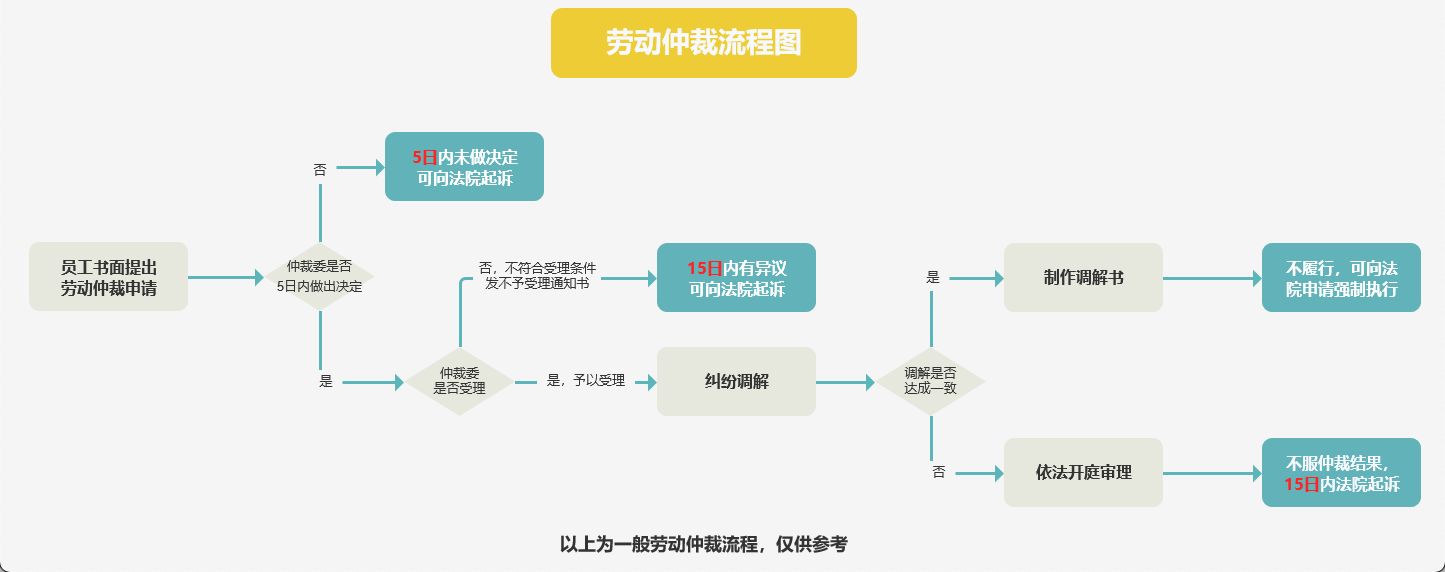 劳动仲裁流程图
否
5日内未做决定
可向法院起诉
员工书面提出
劳动仲裁申请
仲裁委是否
5日内做出决定
是
仲裁委
是否受理
否，不符合受理条件
发不予受理通知书
15日内有异议
可向法院起诉
是，予以受理
纠纷调解
调解是否
达成一致
是
制作调解书
不履行，可向法
院申请强制执行
否
依法开庭审理
不服仲裁结果，
15日内法院起诉
以上为一般劳动仲裁流程，仅供参考